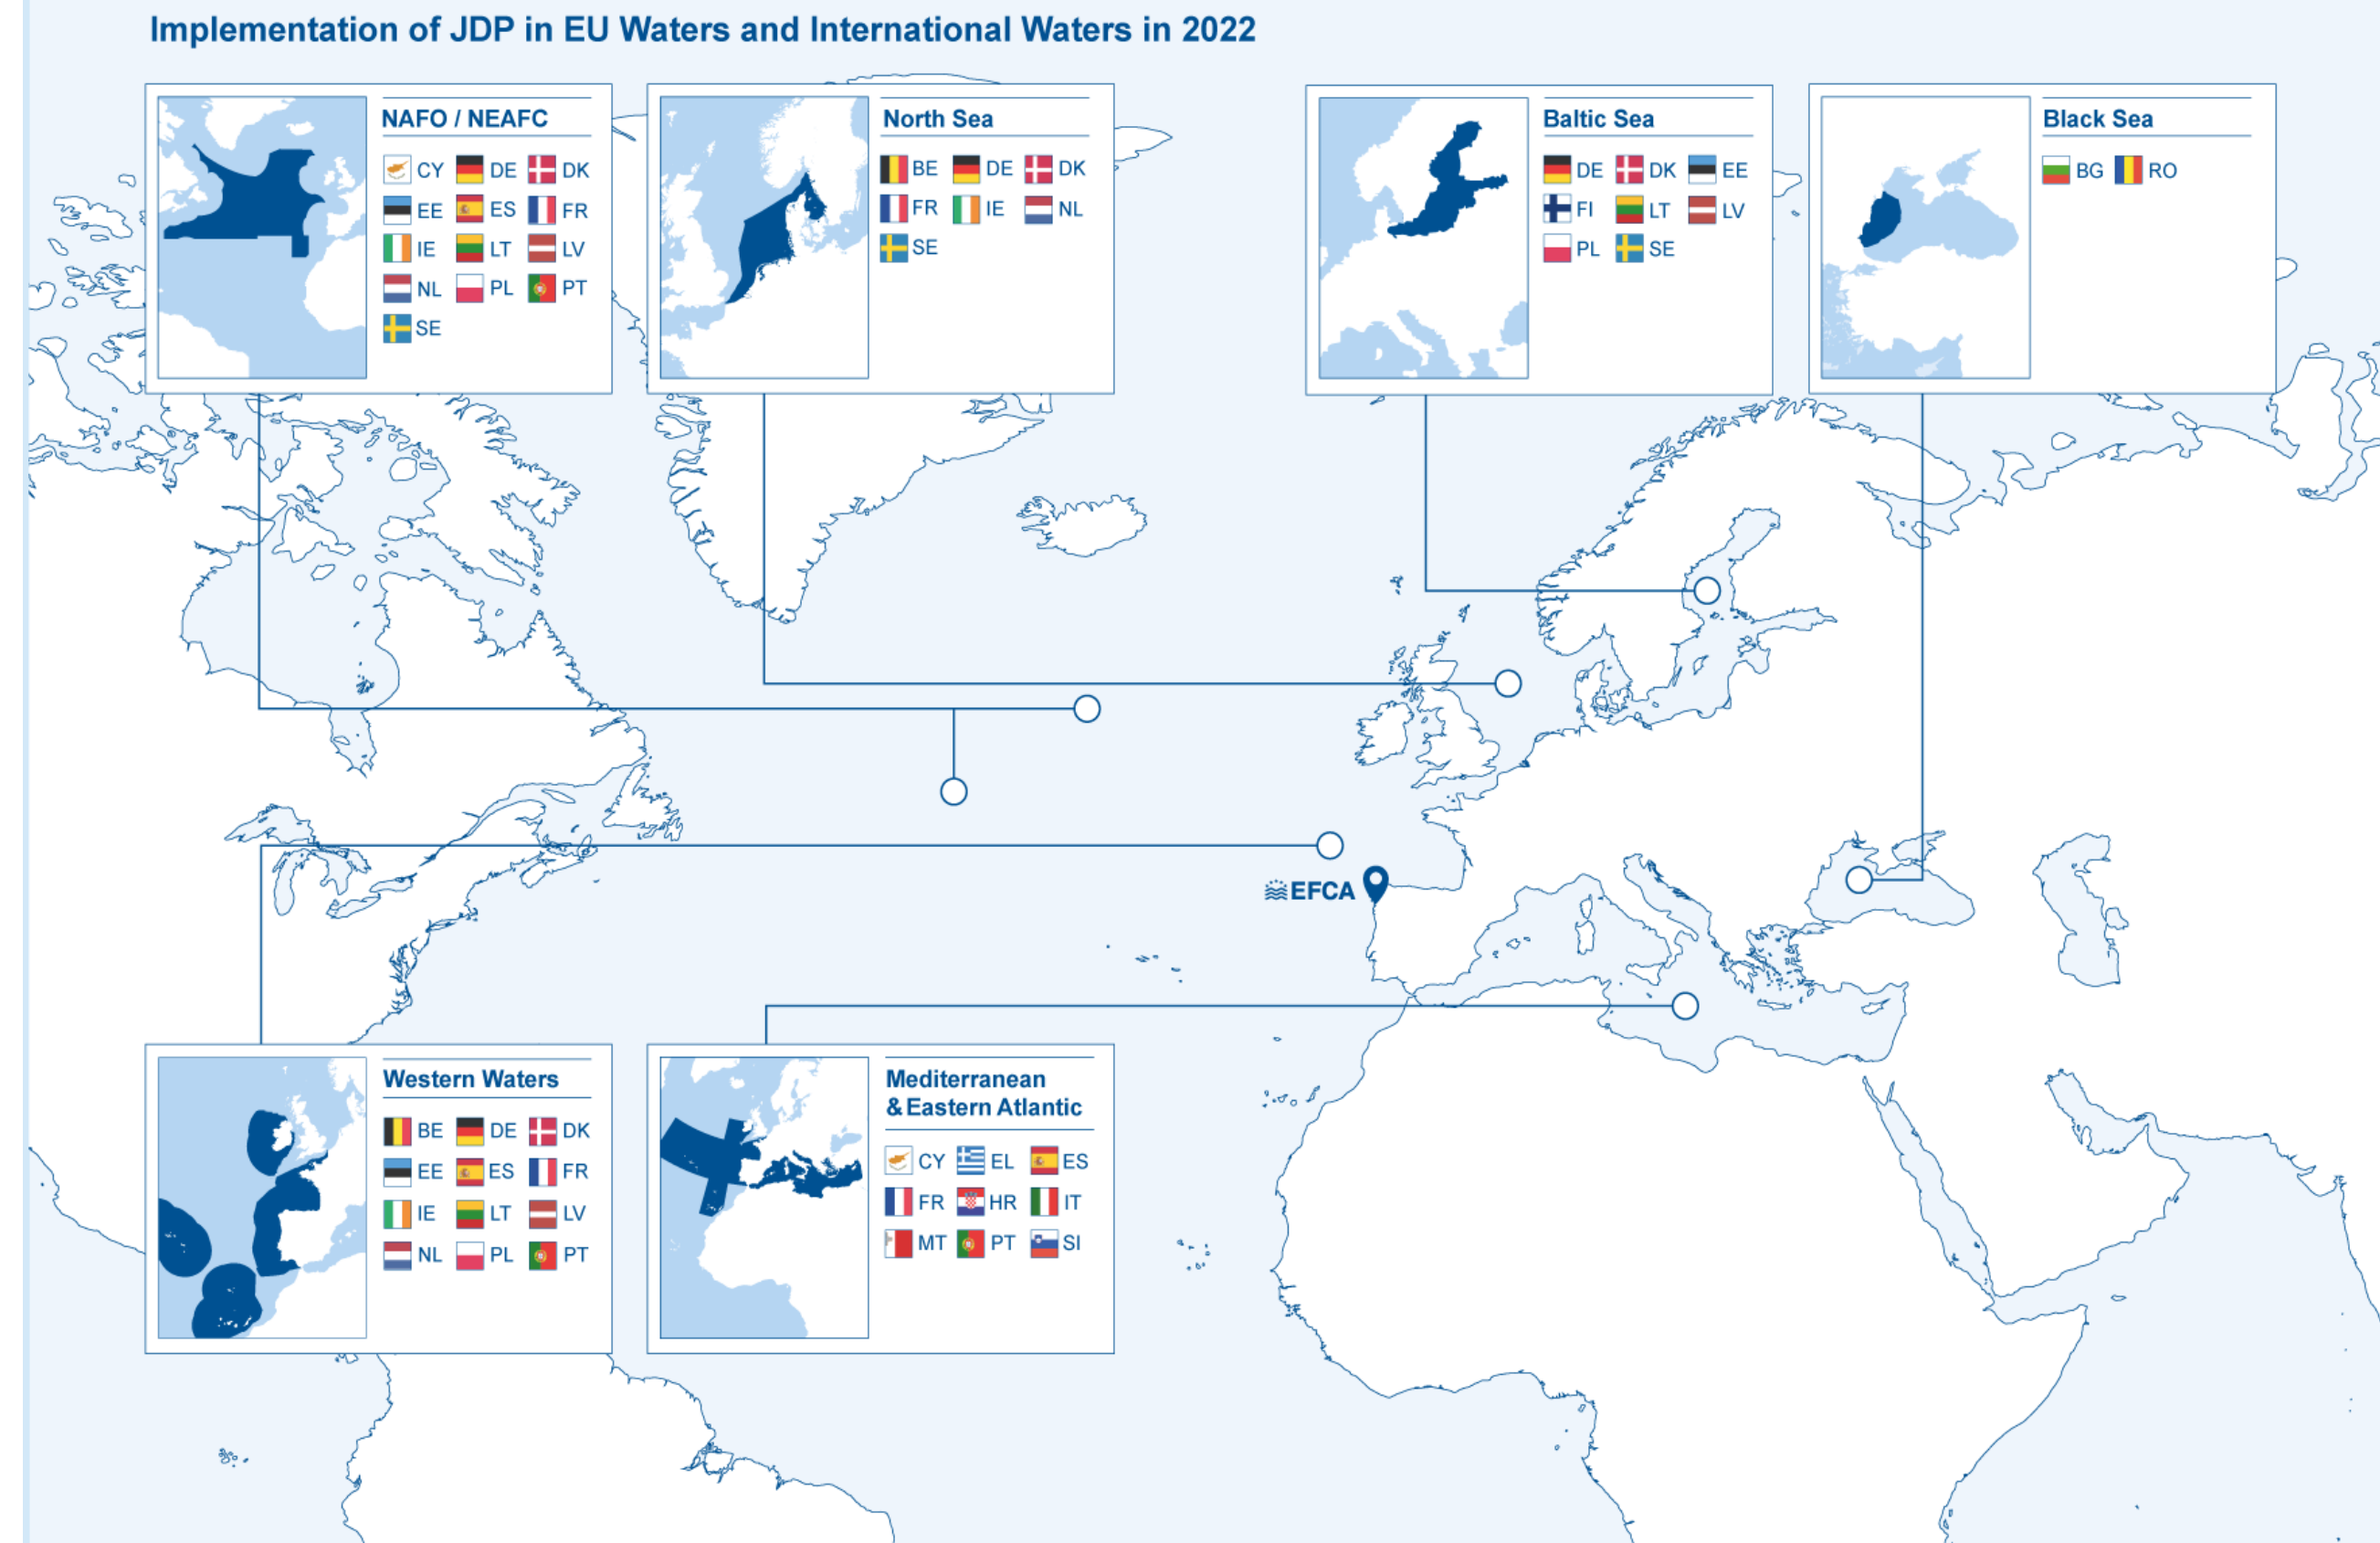 Implementation of JDP in EU Waters and International Waters in 2022
NAFO / NEAFC
CY DE DK
EE ES FR
IE LT LV
NL PL PT
SE
North Sea
BE DE DK
FR IE NL
SE
Baltic Sea
DE DK EE
FI LT LV
PL SE
Black Sea
BG RO
EFCA
Western Waters
BE DE DK
EE ES FR
IE LT LV
NL PL PT
Mediterranean
& Eastern Atlantic
CY EL ES
FR HR IT
MT PT SI